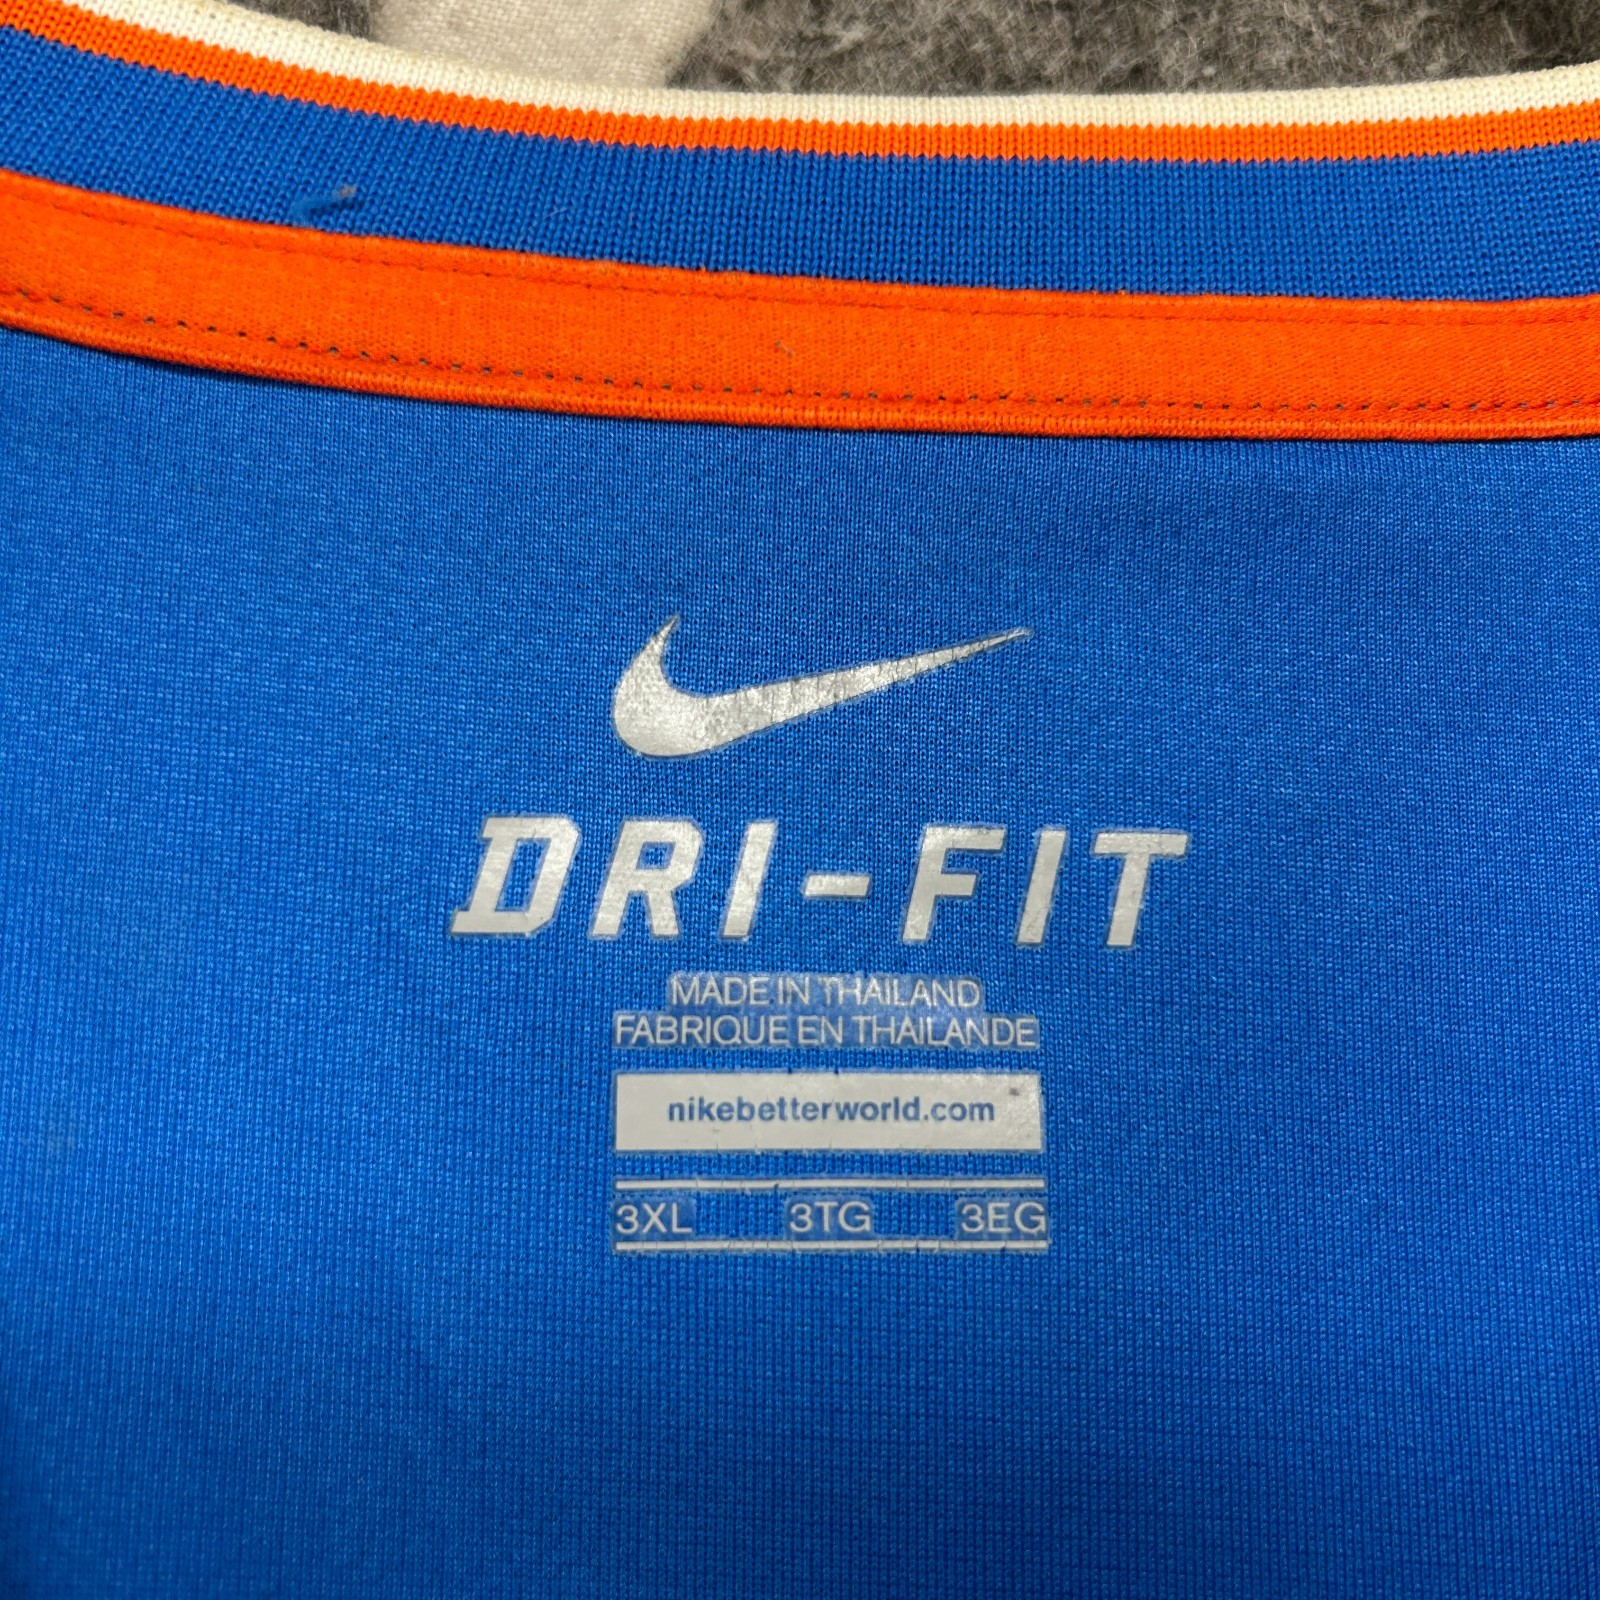 DRI-FIT
MADE IN THAILAND
FABRIQUE EN THAILANDE
nikebetterworld.com
3XL 3TG 3EG